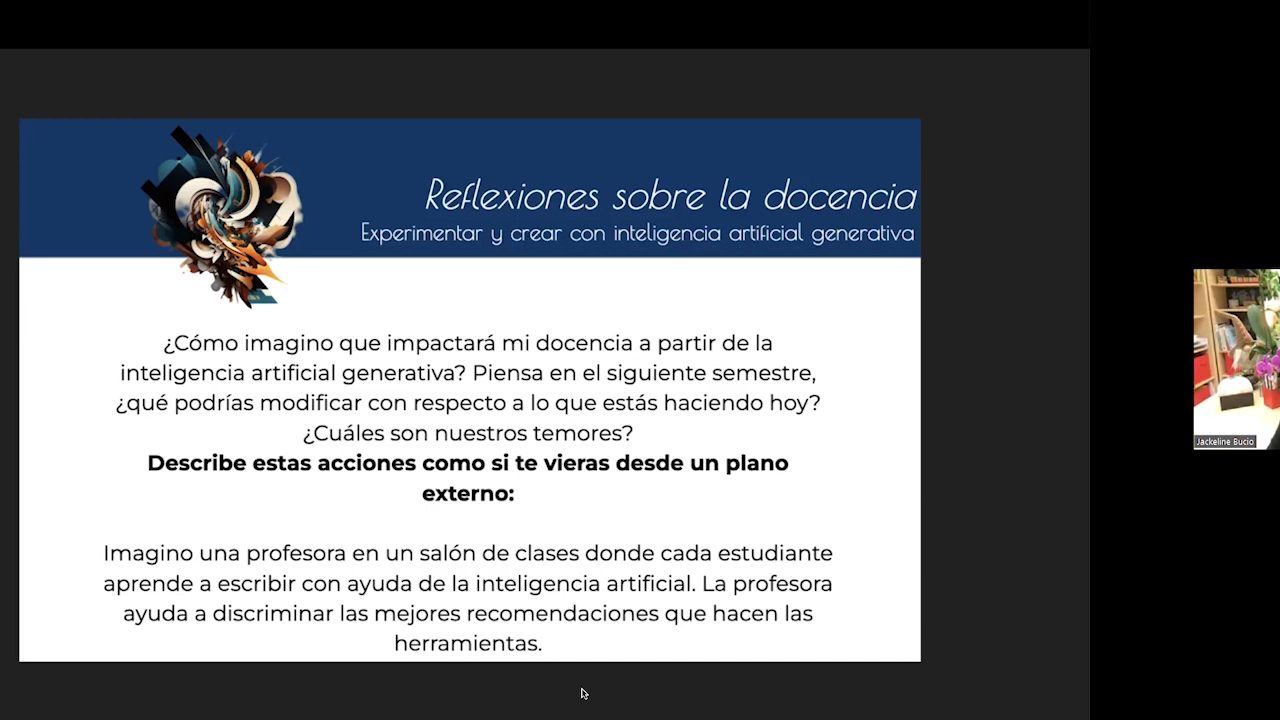 Reflexiones sobre la docencia
Experimentar y crear con inteligencia artificial generativa
¿Cómo imagino que impactará mi docencia a partir de la
inteligencia artificial generativa? Piensa en el siguiente semestre,
¿qué podrías modificar con respecto a lo que estás haciendo hoy?
¿Cuáles son nuestros temores?
Describe estas acciones como si te vieras desde un plano
externo:
Imagino una profesora en un salón de clases donde cada estudiante
aprende a escribir con ayuda de la inteligencia artificial. La profesora
ayuda a discriminar las mejores recomendaciones que hacen las
herramientas.
Jackeline Bucio